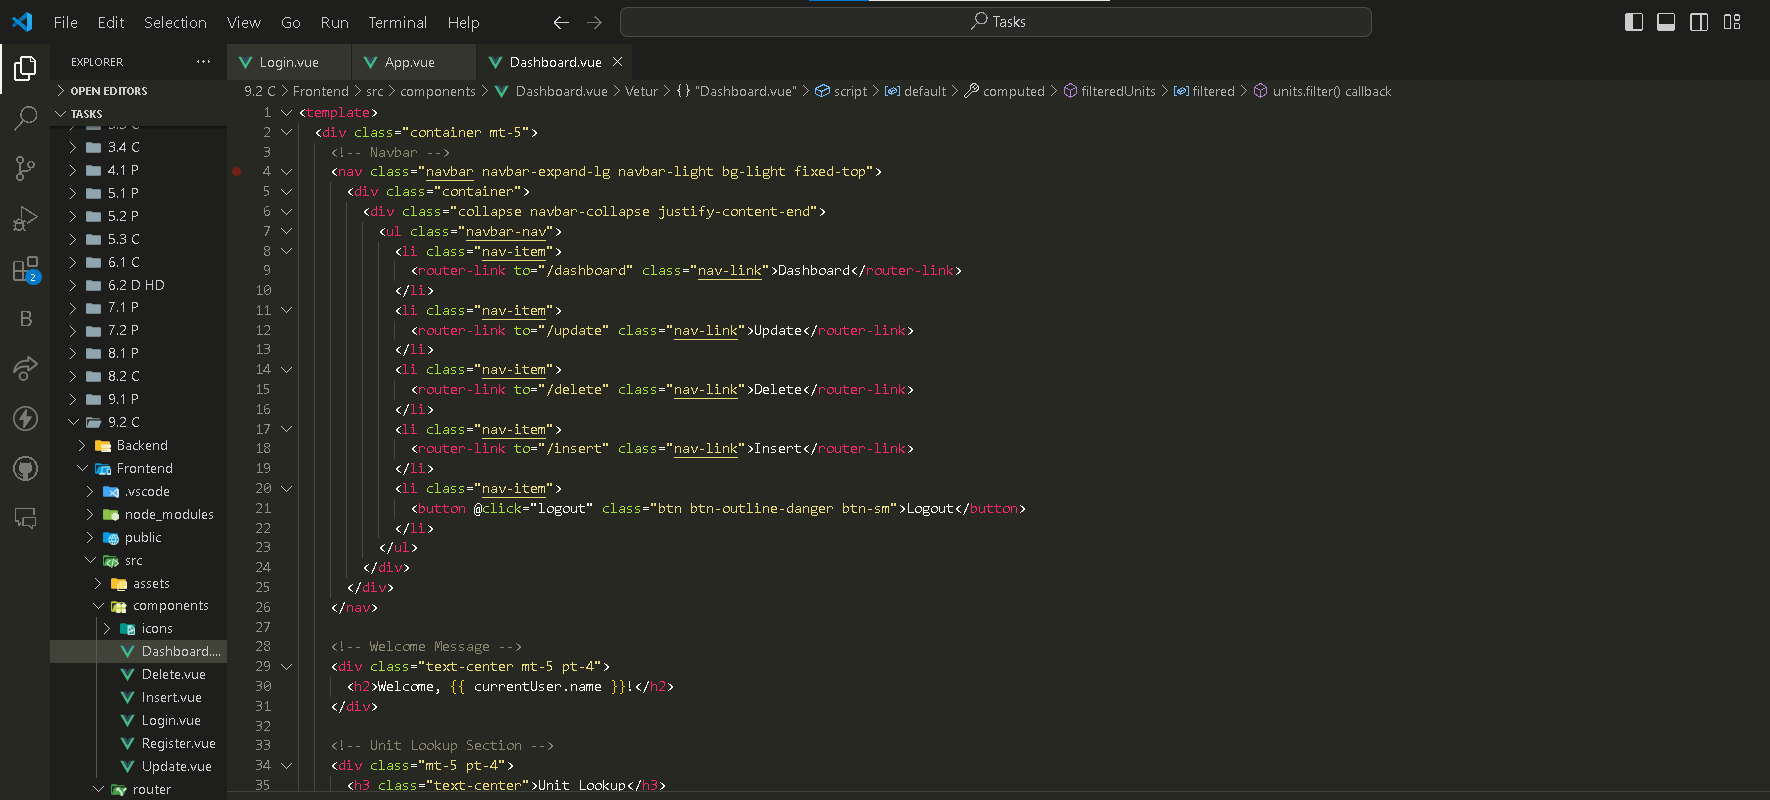 File Edit Selection View Go Run Terminal Help
Tasks
EXPLORER
Login.vue
App.vue
Dashboard.vue
OPEN EDITORS
TASKS
9.2 C > Frontend > src > components > Dashboard.vue > Vetur > {} "Dashboard.vue" > script > default > computed > filteredUnits > filtered > units.filter() callback
3.3 C
3.4 C
4.1 P
5.1 P
5.2 P
5.3 C
6.1 C
6.2 D HD
7.1 P
7.2 P
8.1 P
8.2 C
9.1 P
9.2 C
Backend
Frontend
.vscode
node_modules
public
src
assets
components
icons
Dashboard....
Delete.vue
Insert.vue
Login.vue
Register.vue
Update.vue
router
2
B
1 <template>
2 <div class="container mt-5">
3 <!-- Navbar -->
4 <nav class="navbar navbar-expand-lg navbar-light bg-light fixed-top">
5 <div class="container">
6 <div class="collapse navbar-collapse justify-content-end">
7 <ul class="navbar-nav">
8 <li class="nav-item">
9 <router-link to="/dashboard" class="nav-link">Dashboard</router-link>
10 </li>
11 <li class="nav-item">
12 <router-link to="/update" class="nav-link">Update</router-link>
13 </li>
14 <li class="nav-item">
15 <router-link to="/delete" class="nav-link">Delete</router-link>
16 </li>
17 <li class="nav-item">
18 <router-link to="/insert" class="nav-link">Insert</router-link>
19 </li>
20 <li class="nav-item">
21 <button @click="logout" class="btn btn-outline-danger btn-sm">Logout</button>
22 </li>
23 </ul>
24 </div>
25 </div>
26 </nav>
27
28 <!-- Welcome Message -->
29 <div class="text-center mt-5 pt-4">
30 <h2>Welcome, {{ currentUser.name }}!</h2>
31 </div>
32
33 <!-- Unit Lookup Section -->
34 <div class="mt-5 pt-4">
35 <h3 class="text-center">Unit Lookup</h3>